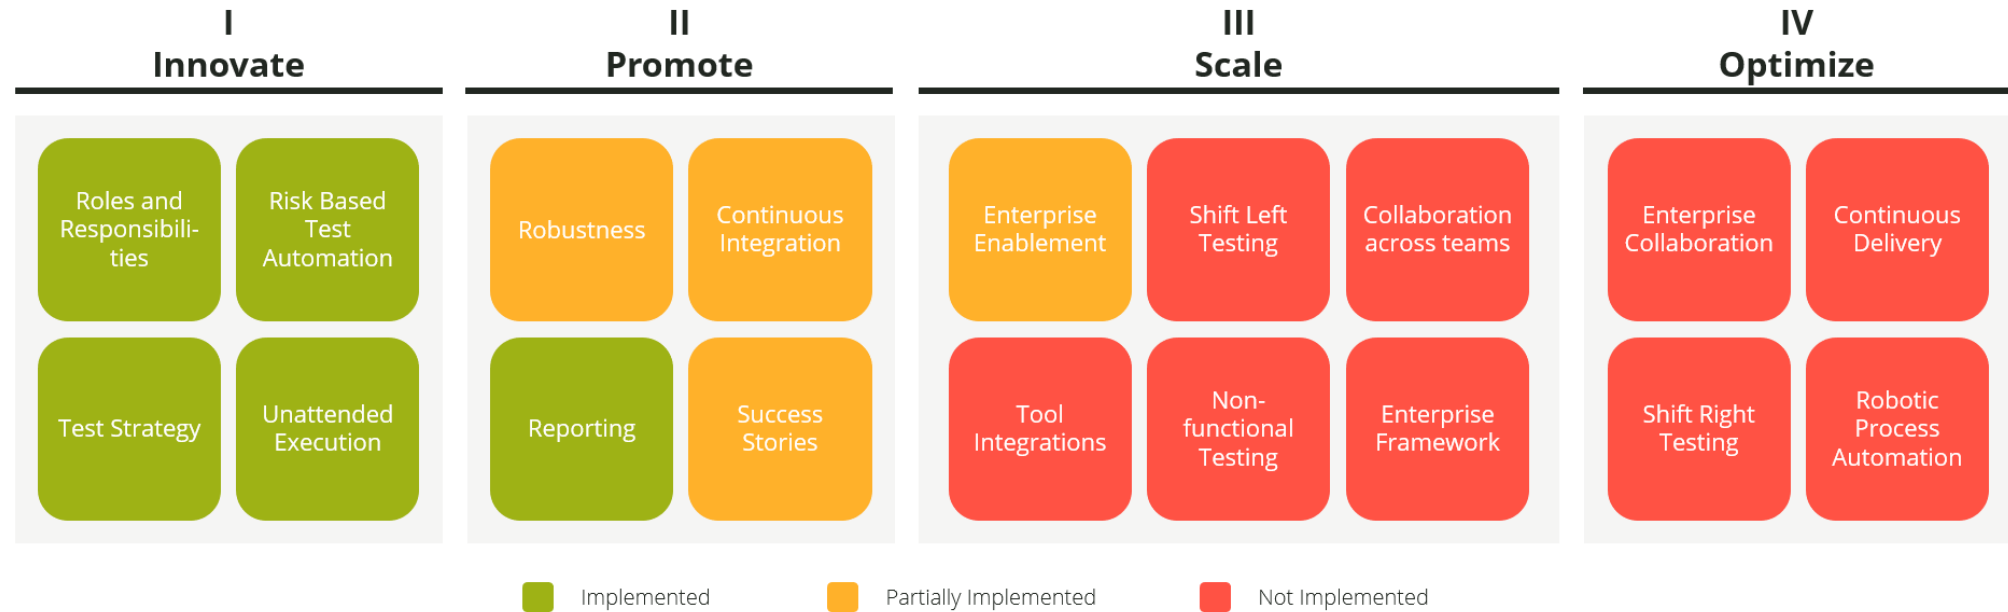 I
Innovate
II
Promote
III
Scale
IV
Optimize
Roles and
Responsibili-
ties
Risk Based
Test
Automation
Test Strategy
Unattended
Execution
Robustness
Continuous
Integration
Reporting
Success
Stories
Enterprise
Enablement
Shift Left
Testing
Collaboration
across teams
Tool
Integrations
Non-
functional
Testing
Enterprise
Framework
Enterprise
Collaboration
Continuous
Delivery
Shift Right
Testing
Robotic
Process
Automation
Implemented
Partially Implemented
Not Implemented